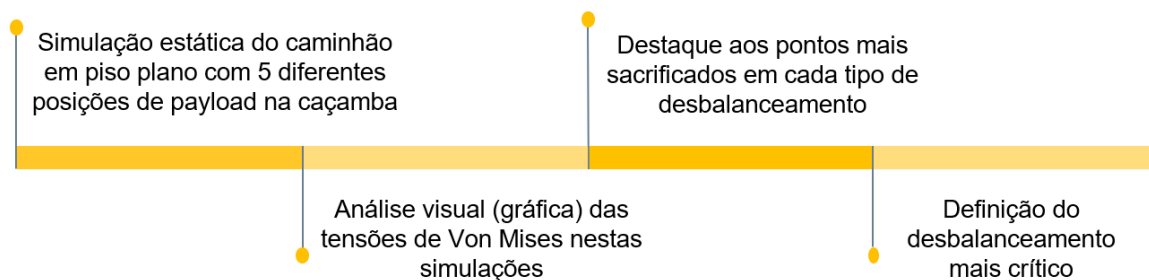 Simulação estática do caminhão
em piso plano com 5 diferentes
posições de payload na caçamba
Análise visual (gráfica) das
tensões de Von Mises nestas
simulações
Destaque aos pontos mais
sacrificados em cada tipo de
desbalanceamento
Definição do
desbalanceamento
mais crítico